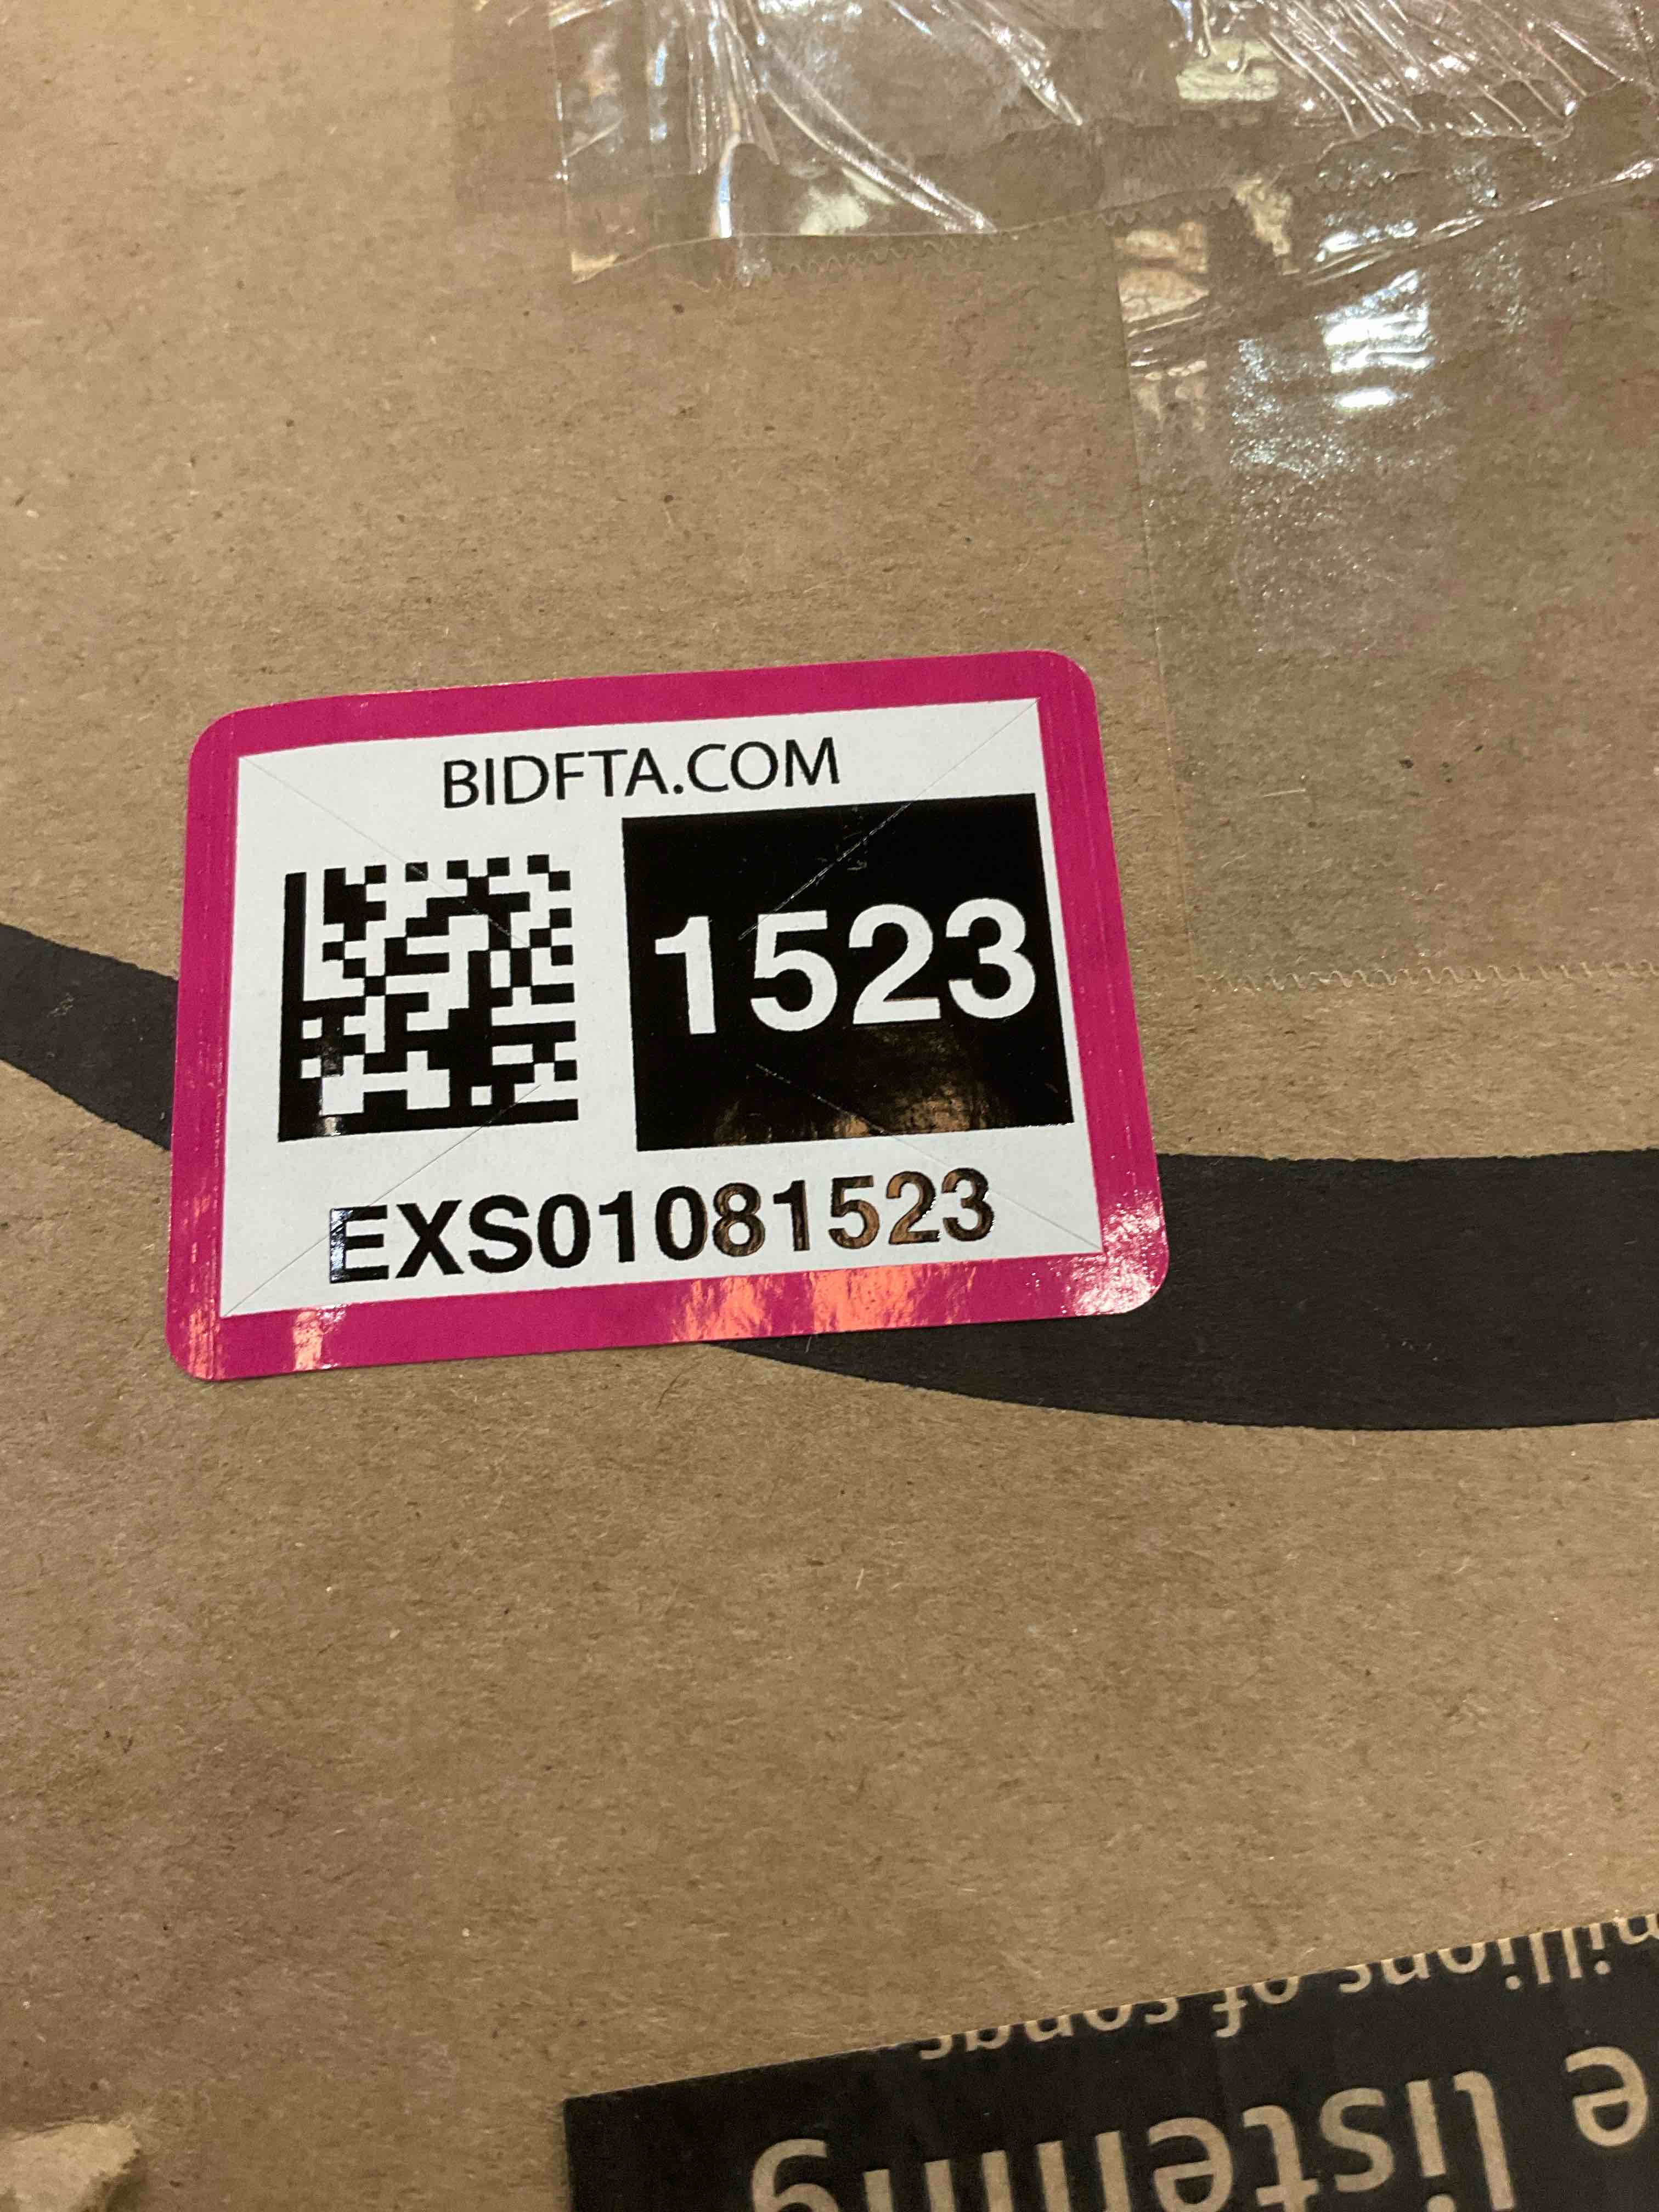 BIDFTA.COM
1523
EXS01081523
e listening
millions of songs